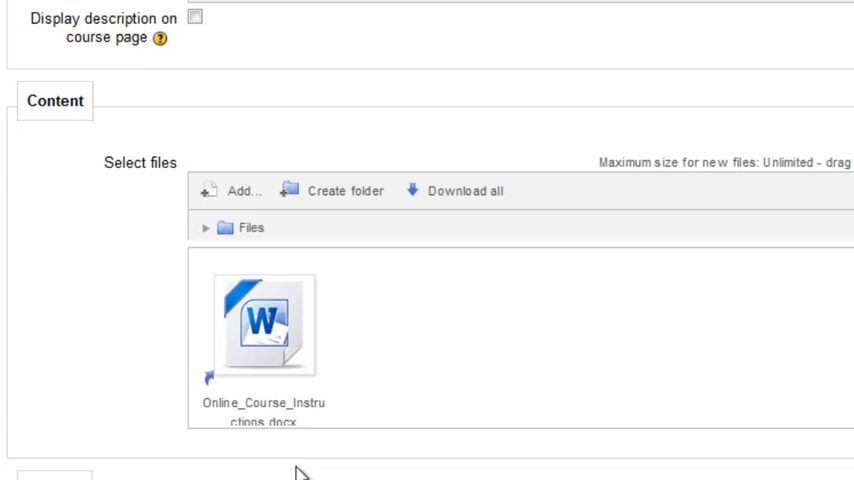 Display description on
course page
Content
Select files
Maximum size for new files: Unlimited - drag
Add...
Create folder
Download all
Files
W
Online_Course_Instru
ctions.docx